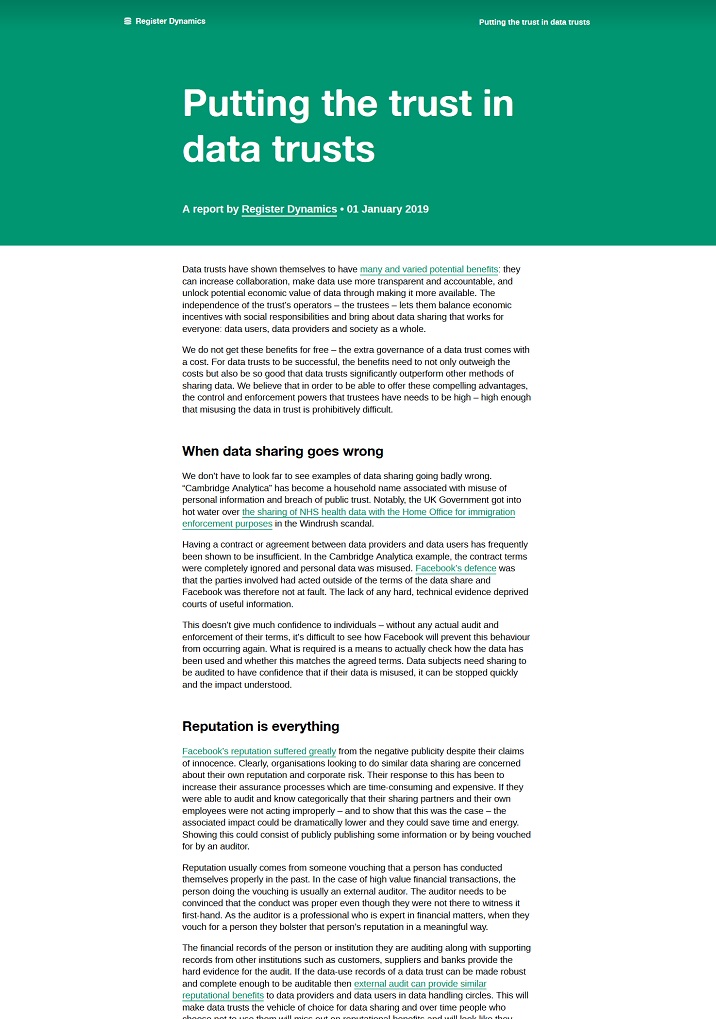 Register Dynamics
Putting the trust in data trusts
Putting the trust in
data trusts
A report by Register Dynamics • 01 January 2019
Data trusts have shown themselves to have many and varied potential benefits: they
can increase collaboration, make data use more transparent and accountable, and
unlock potential economic value of data through making it more available. The
independence of the trust's operators – the trustees – lets them balance economic
incentives with social responsibilities and bring about data sharing that works for
everyone: data users, data providers and society as a whole.
We do not get these benefits for free – the extra governance of a data trust comes with
a cost. For data trusts to be successful, the benefits need to not only outweigh the
costs but also be so good that data trusts significantly outperform other methods of
sharing data. We believe that in order to be able to offer these compelling advantages,
the control and enforcement powers that trustees have needs to be high – high enough
that misusing the data in trust is prohibitively difficult.
When data sharing goes wrong
We don't have to look far to see examples of data sharing going badly wrong.
“Cambridge Analytica” has become a household name associated with misuse of
personal information and breach of public trust. Notably, the UK Government got into
hot water over the sharing of NHS health data with the Home Office for immigration
enforcement purposes in the Windrush scandal.
Having a contract or agreement between data providers and data users has frequently
been shown to be insufficient. In the Cambridge Analytica example, the contract terms
were completely ignored and personal data was misused. Facebook's defence was
that the parties involved had acted outside of the terms of the data share and
Facebook was therefore not at fault. The lack of any hard, technical evidence deprived
courts of useful information.
This doesn't give much confidence to individuals – without any actual audit and
enforcement of their terms, it's difficult to see how Facebook will prevent this behaviour
from occurring again. What is required is a means to actually check how the data has
been used and whether this matches the agreed terms. Data subjects need sharing to
be audited to have confidence that if their data is misused, it can be stopped quickly
and the impact understood.
Reputation is everything
Facebook's reputation suffered greatly from the negative publicity despite their claims
of innocence. Clearly, organisations looking to do similar data sharing are concerned
about their own reputation and corporate risk. Their response to this has been to
increase their assurance processes which are time-consuming and expensive. If they
were able to audit and know categorically that their sharing partners and their own
employees were not acting improperly – and to show that this was the case – the
associated impact could be dramatically lower and they could save time and energy.
Showing this could consist of publicly publishing some information or by being vouched
for by an auditor.
Reputation usually comes from someone vouching that a person has conducted
themselves properly in the past. In the case of high value financial transactions, the
person doing the vouching is usually an external auditor. The auditor needs to be
convinced that the conduct was proper even though they were not there to witness it
first-hand. As the auditor is a professional who is expert in financial matters, when they
vouch for a person they bolster that person's reputation in a meaningful way.
The financial records of the person or institution they are auditing along with supporting
records from other institutions such as customers, suppliers and banks provide the
hard evidence for the audit. If the data-use records of a data trust can be made robust
and complete enough to be auditable then external audit can provide similar
reputational benefits to data providers and data users in data handling circles. This will
make data trusts the vehicle of choice for data sharing and over time people who
choose not to use them will miss out on reputational benefits and will look like they